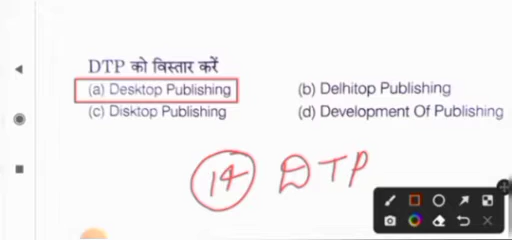 DTP को विस्तार करें
(a) Desktop Publishing (b) Delhitop Publishing
(c) Disktop Publishing (d) Development Of Publishing
14 DTP